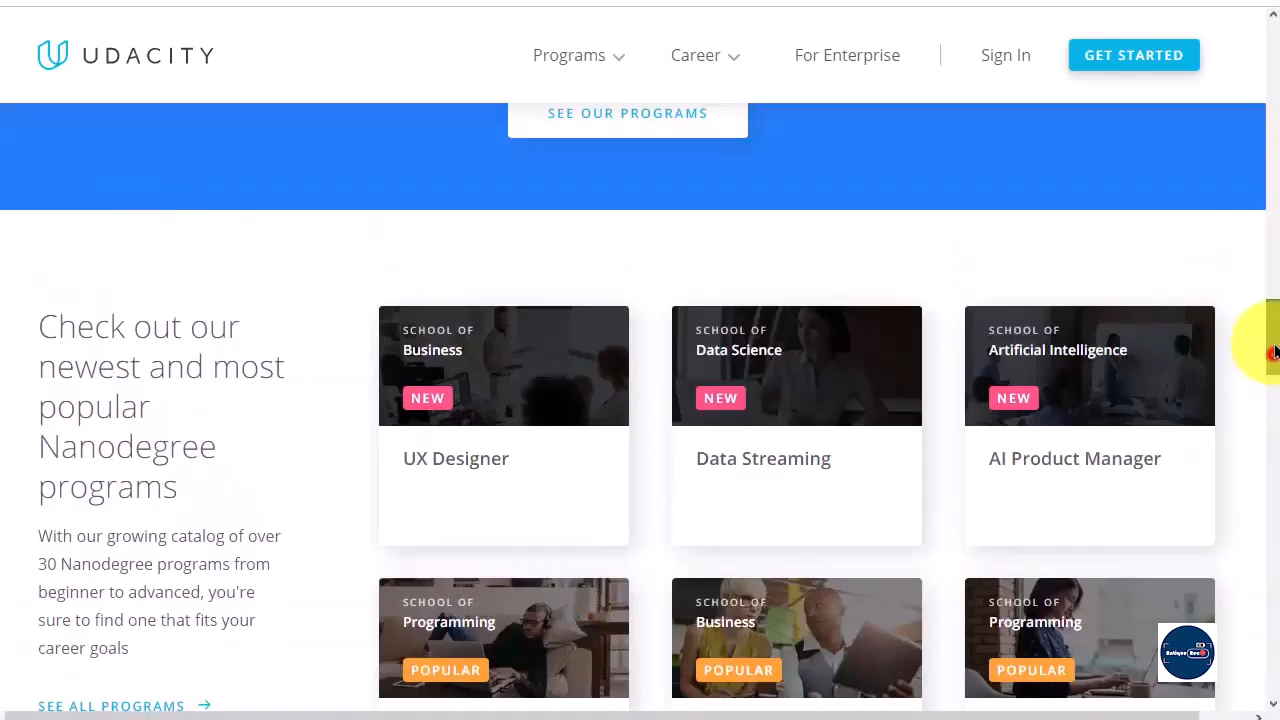 UDACITY
Programs
Career
For Enterprise
Sign In
GET STARTED
SEE OUR PROGRAMS
Check out our
newest and most
popular
Nanodegree
programs
With our growing catalog of over
30 Nanodegree programs from
beginner to advanced, you're
sure to find one that fits your
career goals
SEE ALL PROGRAMS
SCHOOL OF
Business
NEW
UX Designer
SCHOOL OF
Data Science
NEW
Data Streaming
SCHOOL OF
Artificial Intelligence
NEW
AI Product Manager
SCHOOL OF
Programming
POPULAR
SCHOOL OF
Business
POPULAR
SCHOOL OF
Programming
POPULAR